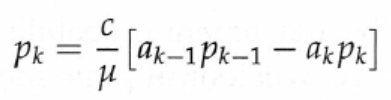 p_k = \frac{c}{\mu} [a_{k-1} p_{k-1} - a_k p_k]